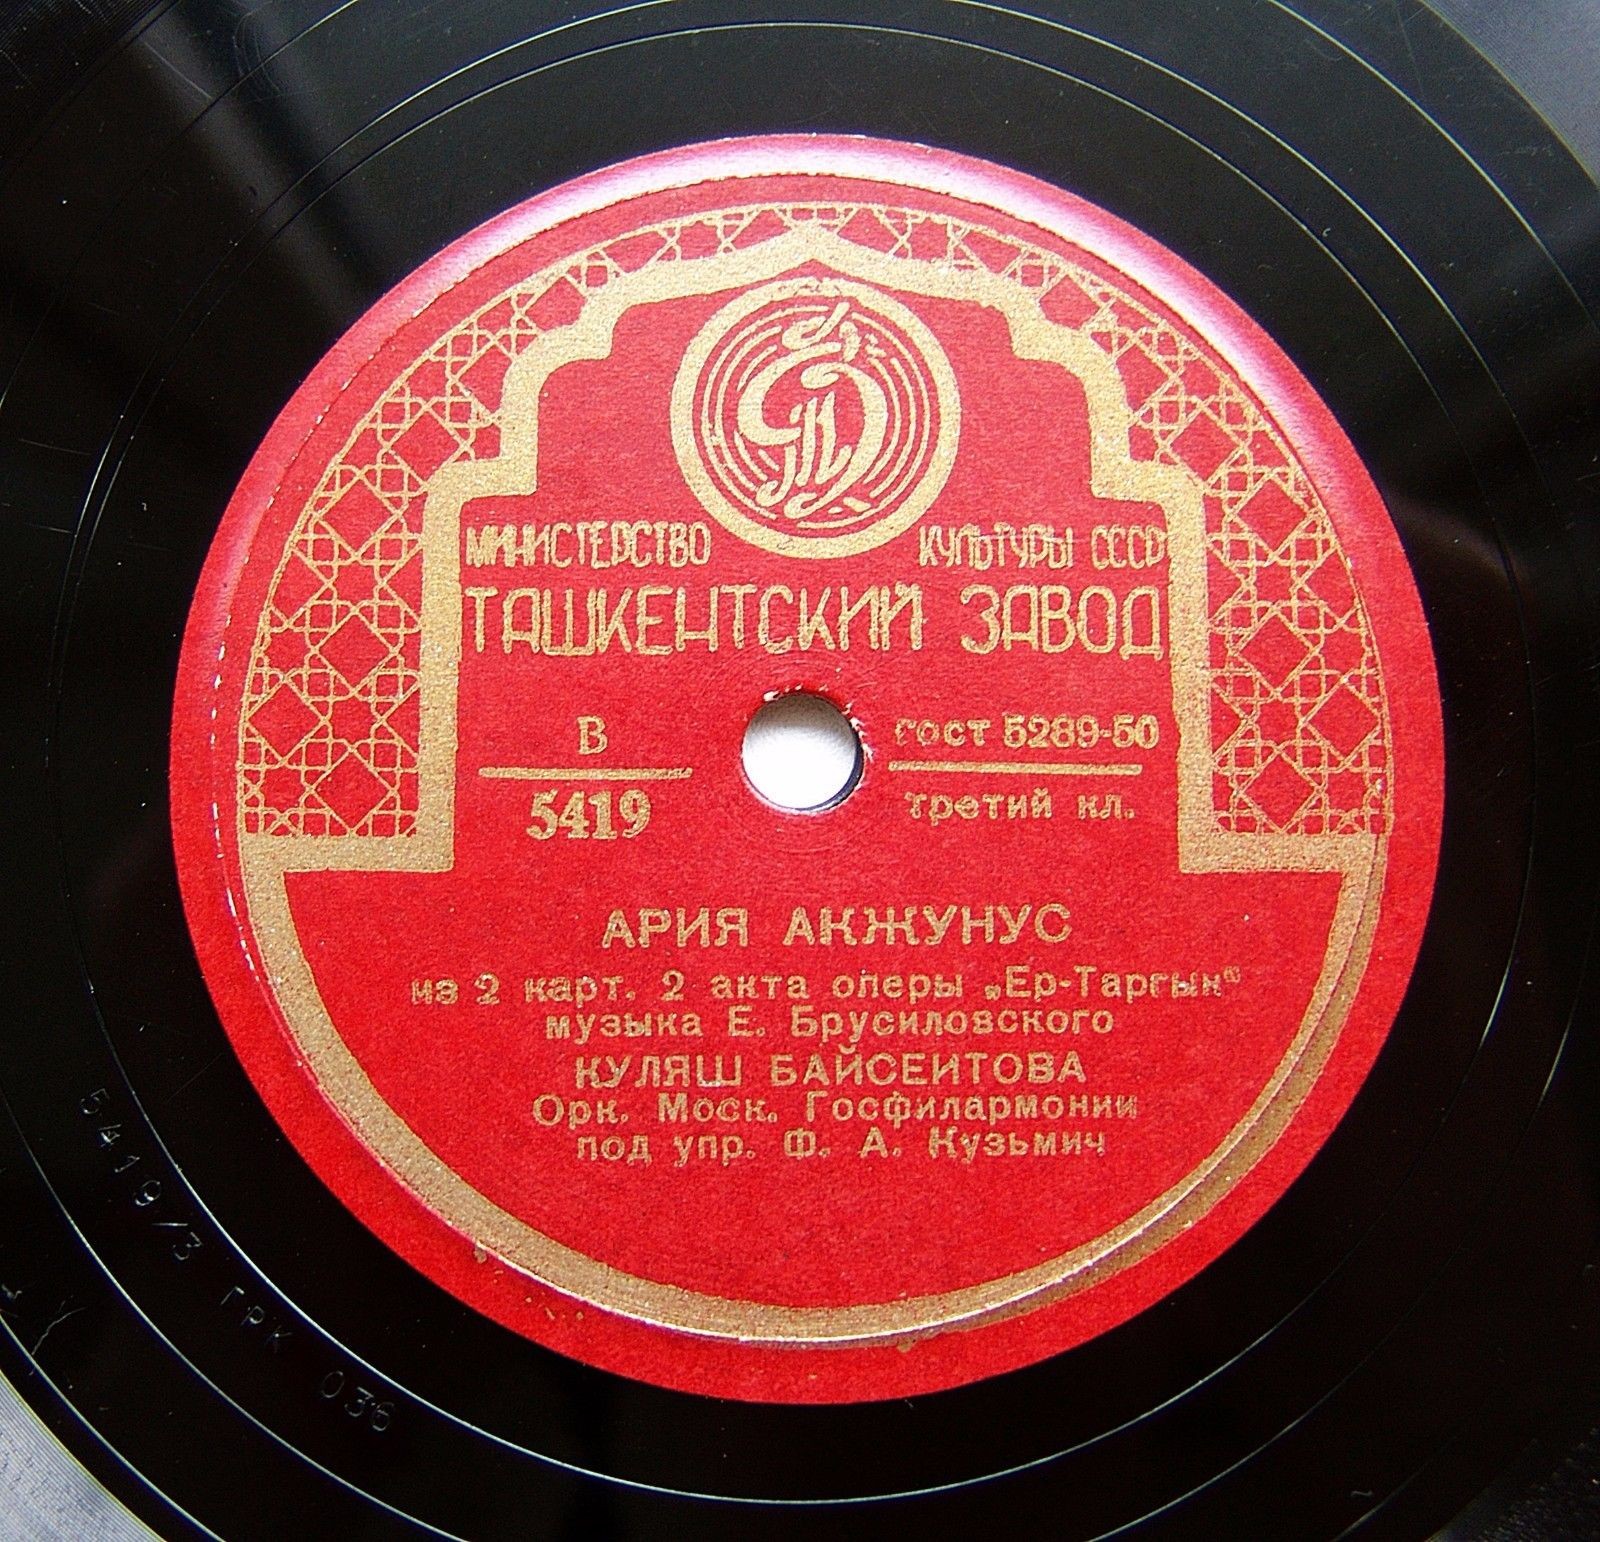 МИНИСТЕРСТВО КУЛЬТУРЫ СССР
ТАШКЕНТСКИЙ ЗАВОД
В
5419
ГОСТ 5289-50
третий кл.
АРИЯ АКЖУНУС
из 2 карт. 2 акта оперы „Ер-Таргын“
музыка Е. Брусиловского
КУЛЯШ БАЙСЕИТОВА
Орк. Моск. Госфилармонии
под упр. Ф. А. Кузьмич
5419/3 ГРК 036